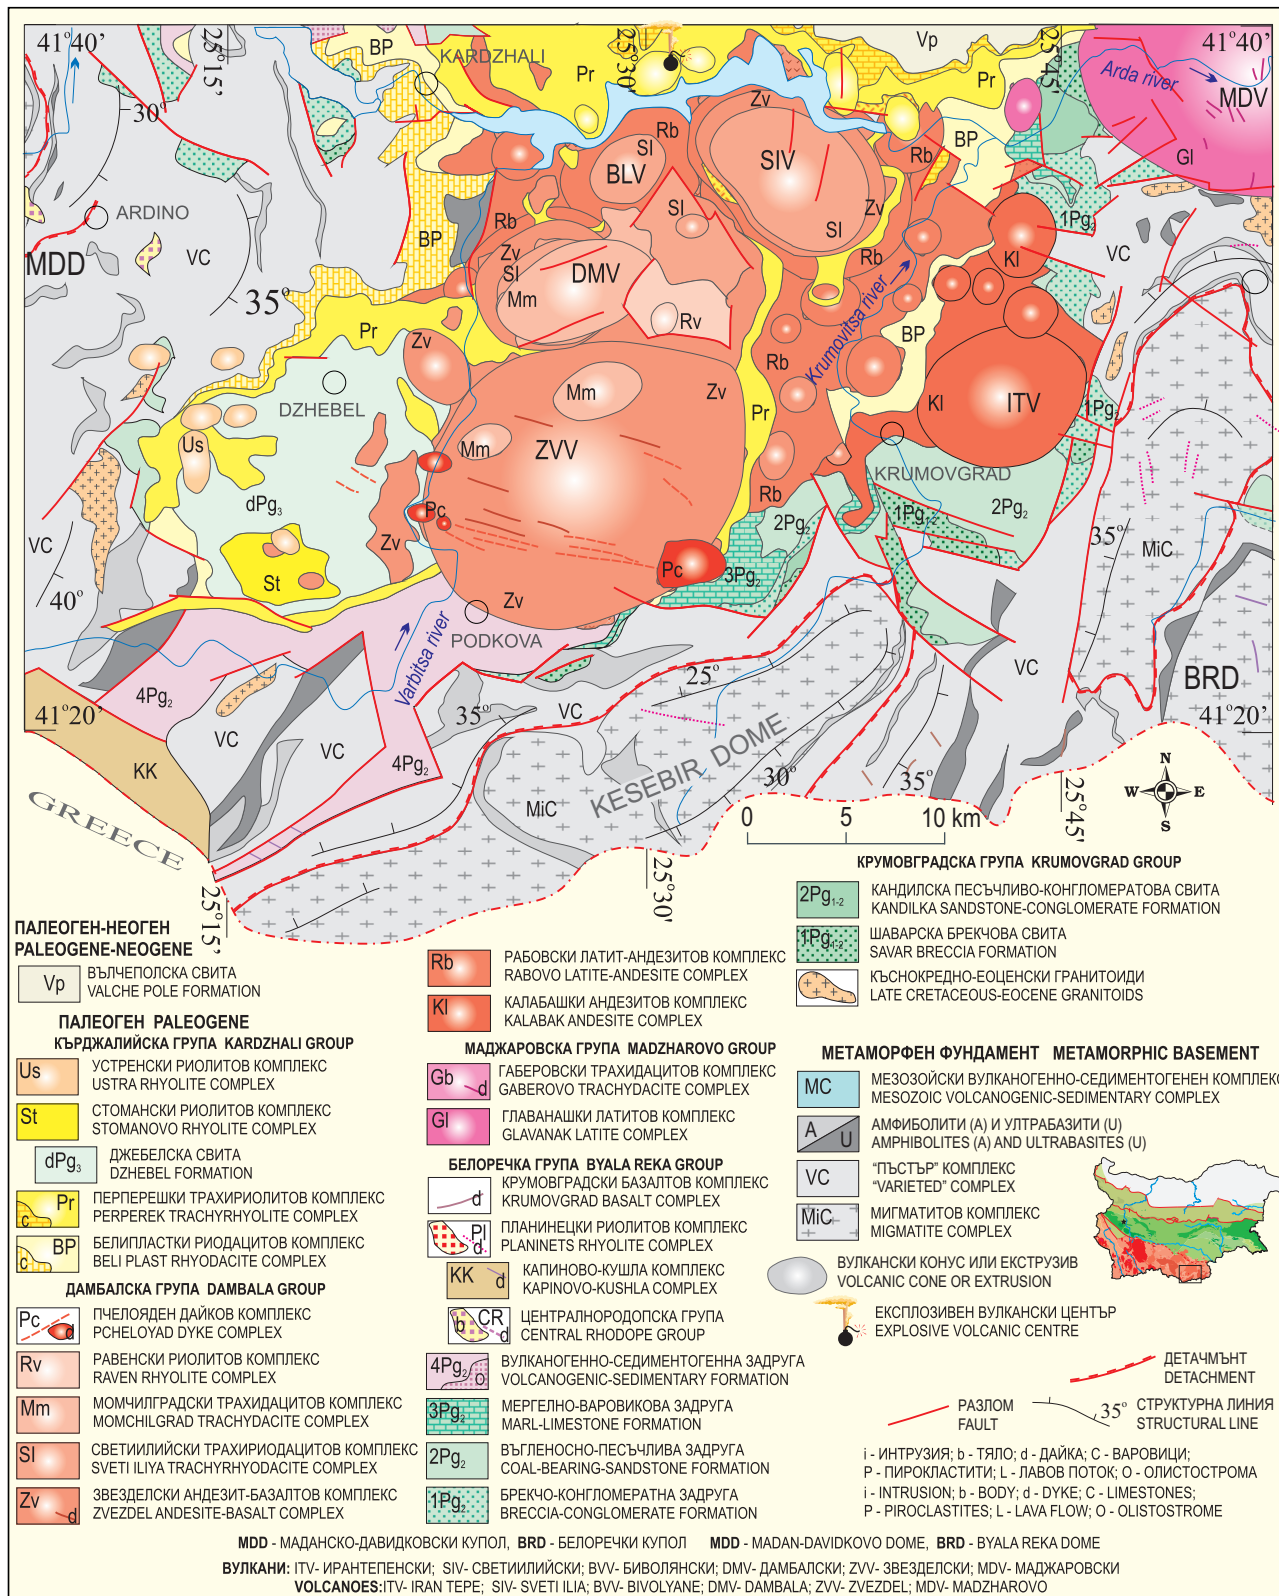 41°40'
25°15'
BP
KARDZHALI
Pr
25°30'
Vp
Pr
25°45'
41°40'
Arda river
MDV
30°
Zv
Rb
SI
BLV
SIV
BP
Rb
GI
ARDINO
MDD
VC
BP
Rb
Zv
SI
Mm
DMV
SI
Zv
SI
Rb
1Pg2
KI
VC
35°
Pr
Rv
Krumovitsa river
BP
Zv
Rb
Mm
Zv
DZHEBEL
Pr
KI
ITV
1Pg2
Us
Mm
ZVV
KRUMOVGRAD
dPg3
Pc
Rb
2Pg2
1Pg1-2
2Pg2
VC
Zv
35°
MiC
40°
St
Pc
3Pg2
Zv
PODKOVA
Varbitsa river
VC
BRD
4Pg2
25°
41°20'
35°
VC
41°20'
VC
VC
KK
4Pg2
KESEBIR DOME
30°
35°
MiC
GREECE
N
W E
S
0 5 10 km
25°15'
25°30'
25°45'
ПАЛЕОГЕН-НЕОГЕН
PALEOGENE-NEOGENE
Vp
ВЪЛЧЕПОЛСКА СВИТА
VALCHE POLE FORMATION
ПАЛЕОГЕН PALEOGENE
КЪРДЖАЛИЙСКА ГРУПА KARDZHALI GROUP
Us
УСТРЕНСКИ РИОЛИТОВ КОМПЛЕКС
USTRA RHYOLITE COMPLEX
St
СТОМАНСКИ РИОЛИТОВ КОМПЛЕКС
STOMANOVO RHYOLITE COMPLEX
dPg3
ДЖЕБЕЛСКА СВИТА
DZHEBEL FORMATION
c Pr
ПЕРПЕРЕШКИ ТРАХИРИОЛИТОВ КОМПЛЕКС
PERPEREK TRACHYRHYOLITE COMPLEX
c BP
БЕЛИПЛАСТКИ РИОДАЦИТОВ КОМПЛЕКС
BELI PLAST RHYODACITE COMPLEX
ДАМБАЛСКА ГРУПА DAMBALA GROUP
Pc d
ПЧЕЛОЯДЕН ДАЙКОВ КОМПЛЕКС
PCHELOYAD DYKE COMPLEX
Rv
РАВЕНСКИ РИОЛИТОВ КОМПЛЕКС
RAVEN RHYOLITE COMPLEX
Mm
МОМЧИЛГРАДСКИ ТРАХИДАЦИТОВ КОМПЛЕКС
MOMCHILGRAD TRACHYDACITE COMPLEX
SI
СВЕТИИЛИЙСКИ ТРАХИРИОДАЦИТОВ КОМПЛЕКС
SVETI ILIYA TRACHYRHYODACITE COMPLEX
Zv d
ЗВЕЗДЕЛСКИ АНДЕЗИТ-БАЗАЛТОВ КОМПЛЕКС
ZVEZDEL ANDESITE-BASALT COMPLEX
Rb
РАБОВСКИ ЛАТИТ-АНДЕЗИТОВ КОМПЛЕКС
RABOVO LATITE-ANDESITE COMPLEX
KI
КАЛАБАШКИ АНДЕЗИТОВ КОМПЛЕКС
KALABAK ANDESITE COMPLEX
МАДЖАРОВСКА ГРУПА MADZHAROVO GROUP
Gb d
ГАБЕРОВСКИ ТРАХИДАЦИТОВ КОМПЛЕКС
GABEROVO TRACHYDACITE COMPLEX
GI
ГЛАВАНАШКИ ЛАТИТОВ КОМПЛЕКС
GLAVANAK LATITE COMPLEX
БЕЛОРЕЧКА ГРУПА BYALA REKA GROUP
d
КРУМОВГРАДСКИ БАЗАЛТОВ КОМПЛЕКС
KRUMOVGRAD BASALT COMPLEX
PI d
ПЛАНИНЕЦКИ РИОЛИТОВ КОМПЛЕКС
PLANINETS RHYOLITE COMPLEX
KK d
КАПИНОВО-КУШЛА КОМПЛЕКС
KAPINOVO-KUSHLA COMPLEX
b CR d
ЦЕНТРАЛНОРОДОПСКА ГРУПА
CENTRAL RHODOPE GROUP
4Pg2 O
ВУЛКАНОГЕННО-СЕДИМЕНТОГЕННА ЗАДРУГА
VOLCANOGENIC-SEDIMENTARY FORMATION
3Pg2
МЕРГЕЛНО-ВАРОВИКОВА ЗАДРУГА
MARL-LIMESTONE FORMATION
2Pg2
ВЪГЛЕНОСНО-ПЕСЪЧЛИВА ЗАДРУГА
COAL-BEARING-SANDSTONE FORMATION
1Pg2
БРЕКЧО-КОНГЛОМЕРАТНА ЗАДРУГА
BRECCIA-CONGLOMERATE FORMATION
КРУМОВГРАДСКА ГРУПА KRUMOVGRAD GROUP
2Pg1-2
КАНДИЛСКА ПЕСЪЧЛИВО-КОНГЛОМЕРАТОВА СВИТА
KANDILKA SANDSTONE-CONGLOMERATE FORMATION
1Pg1-2
ШАВАРСКА БРЕКЧОВА СВИТА
SAVAR BRECCIA FORMATION
КЪСНОКРЕДНО-ЕОЦЕНСКИ ГРАНИТОИДИ
LATE CRETACEOUS-EOCENE GRANITOIDS
МЕТАМОРФЕН ФУНДАМЕНТ METAMORPHIC BASEMENT
MC
МЕЗОЗОЙСКИ ВУЛКАНОГЕННО-СЕДИМЕНТОГЕНЕН КОМПЛЕКС
MESOZOIC VOLCANOGENIC-SEDIMENTARY COMPLEX
A U
АМФИБОЛИТИ (А) И УЛТРАБАЗИТИ (U)
AMPHIBOLITES (A) AND ULTRABASITES (U)
VC
“ПЪСТЪР” КОМПЛЕКС
“VARIETED” COMPLEX
MiC
МИГМАТИТОВ КОМПЛЕКС
MIGMATITE COMPLEX
ВУЛКАНСКИ КОНУС ИЛИ ЕКСТРУЗИВ
VOLCANIC CONE OR EXTRUSION
ЕКСПЛОЗИВЕН ВУЛКАНСКИ ЦЕНТЪР
EXPLOSIVE VOLCANIC CENTRE
ДЕТАЧМЪНТ
DETACHMENT
РАЗЛОМ
FAULT
35°
СТРУКТУРНА ЛИНИЯ
STRUCTURAL LINE
i - ИНТРУЗИЯ; b - ТЯЛО; d - ДАЙКА; C - ВАРОВИЦИ;
P - ПИРОКЛАСТИТИ; L - ЛАВОВ ПОТОК; O - ОЛИСТОСТРОМА
i - INTRUSION; b - BODY; d - DYKE; C - LIMESTONES;
P - PIROCLASTITES; L - LAVA FLOW; O - OLISTOSTROME
MDD - МАДАНСКО-ДАВИДКОВСКИ КУПОЛ, BRD - БЕЛОРЕЧКИ КУПОЛ MDD - MADAN-DAVIDKOVO DOME, BRD - BYALA REKA DOME
ВУЛКАНИ: ITV- ИРАНТЕПЕНСКИ; SIV- СВЕТИИЛИЙСКИ; BVV- БИВОЛЯНСКИ; DMV- ДАМБАЛСКИ; ZVV- ЗВЕЗДЕЛСКИ; MDV- МАДЖАРОВСКИ
VOLCANOES:ITV- IRAN TEPE; SIV- SVETI ILIA; BVV- BIVOLYANE; DMV- DAMBALA; ZVV- ZVEZDEL; MDV- MADZHAROVO